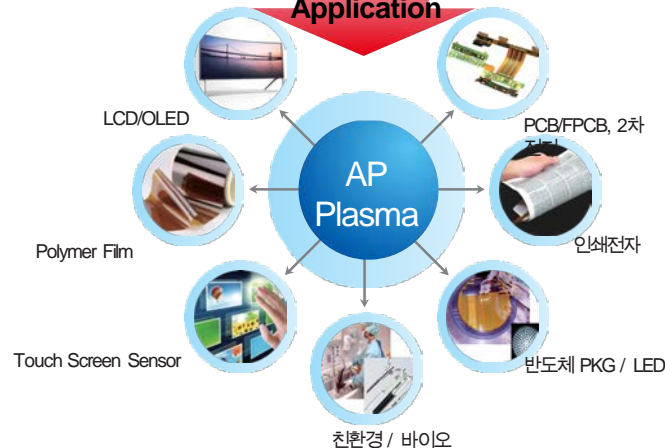 Application
LCD/OLED
PCB/FPCB, 2차
AP
Plasma
Polymer Film
인쇄전자
Touch Screen Sensor
반도체 PKG / LED
친환경 / 바이오